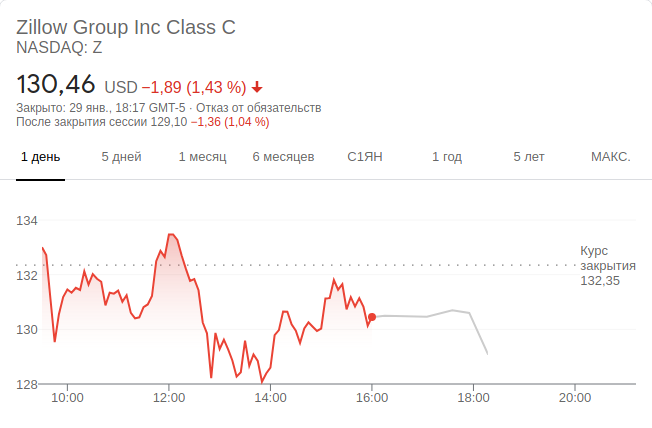 Zillow Group Inc Class C
NASDAQ: Z
130,46 USD −1,89 (1,43 %)
Закрыто: 29 янв., 18:17 GMT-5 · Отказ от обязательств
После закрытия сессии 129,10 −1,36 (1,04 %)
1 день 5 дней 1 месяц 6 месяцев С1ЯН 1 год 5 лет МАКС.
134
Курс
закрытия
132,35
132
130
128
10:00 12:00 14:00 16:00 18:00 20:00